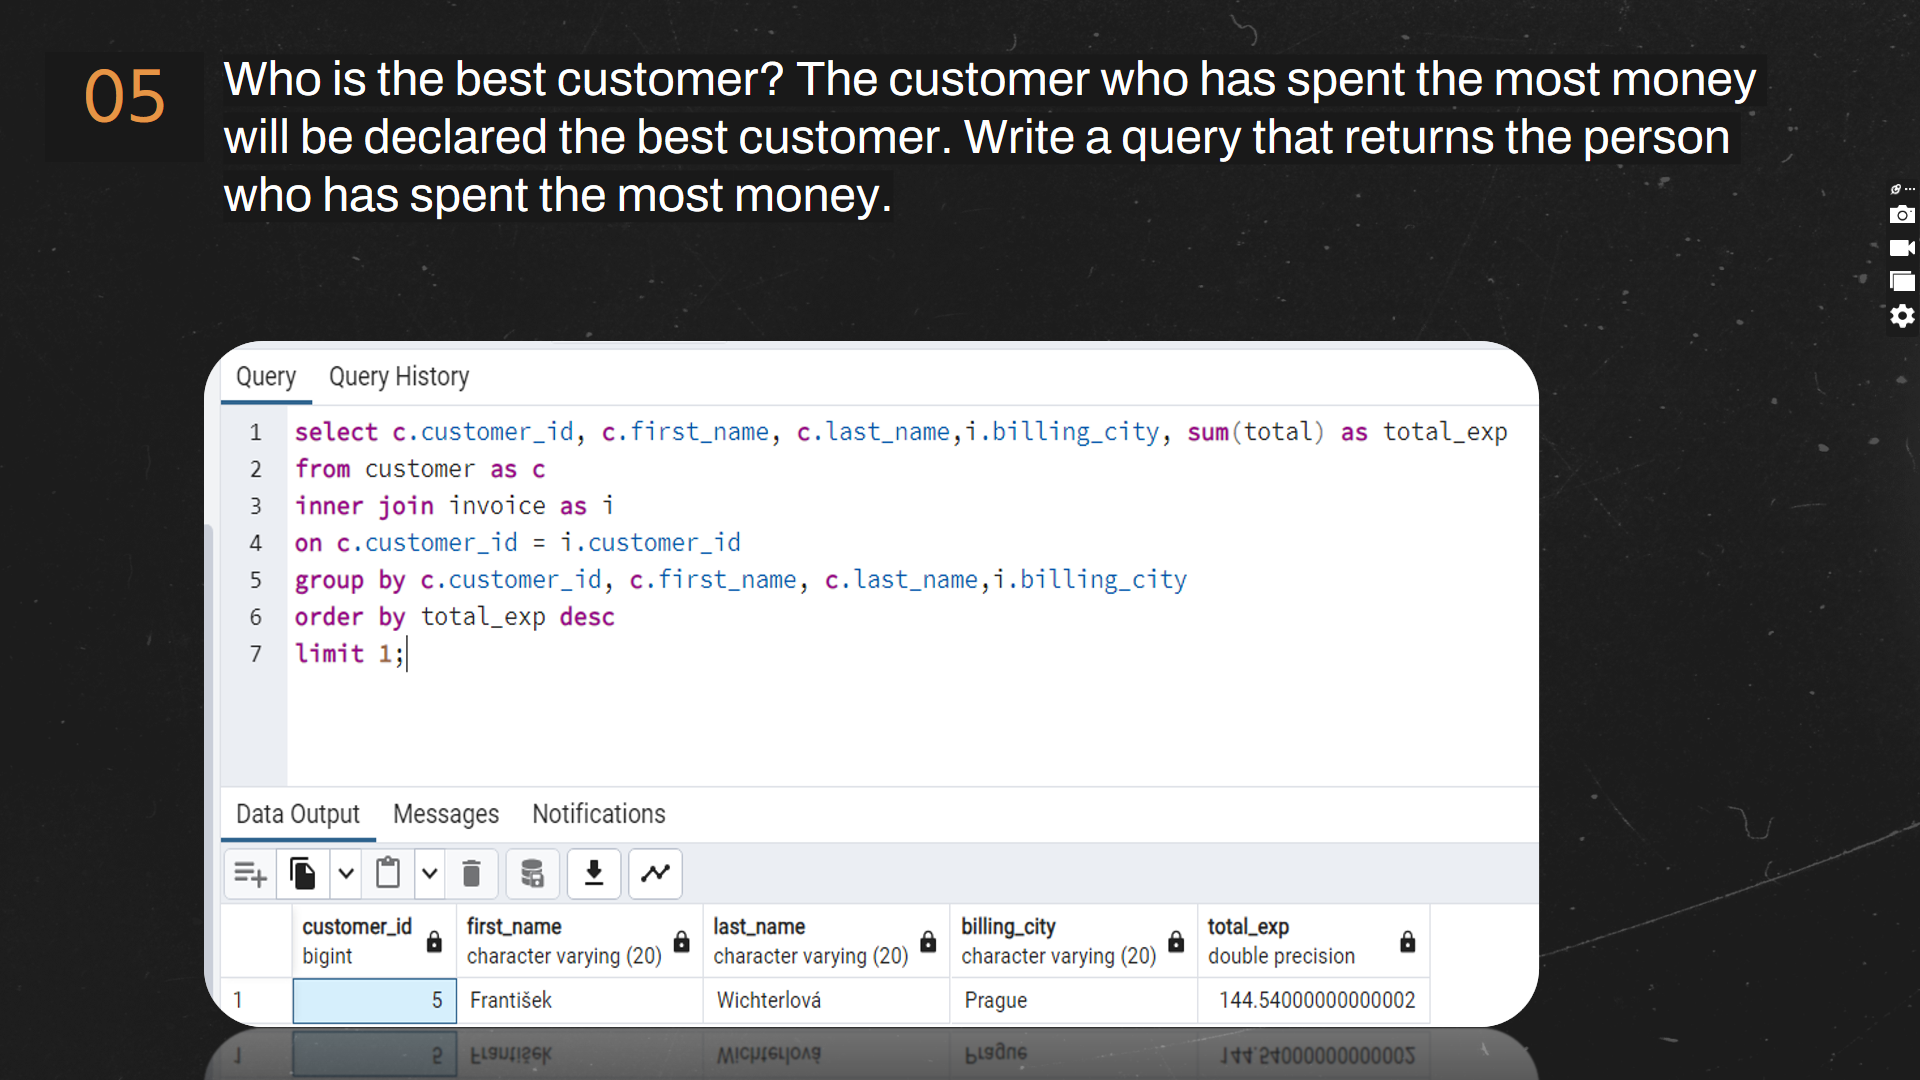 05
Who is the best customer? The customer who has spent the most money
will be declared the best customer. Write a query that returns the person
who has spent the most money.
Query Query History
1 select c.customer_id, c.first_name, c.last_name,i.billing_city, sum(total) as total_exp
2 from customer as c
3 inner join invoice as i
4 on c.customer_id = i.customer_id
5 group by c.customer_id, c.first_name, c.last_name,i.billing_city
6 order by total_exp desc
7 limit 1;
Data Output Messages Notifications
customer_id first_name last_name billing_city total_exp
bigint character varying (20) character varying (20) character varying (20) double precision
1 5 František Wichterlová Prague 144.54000000000002